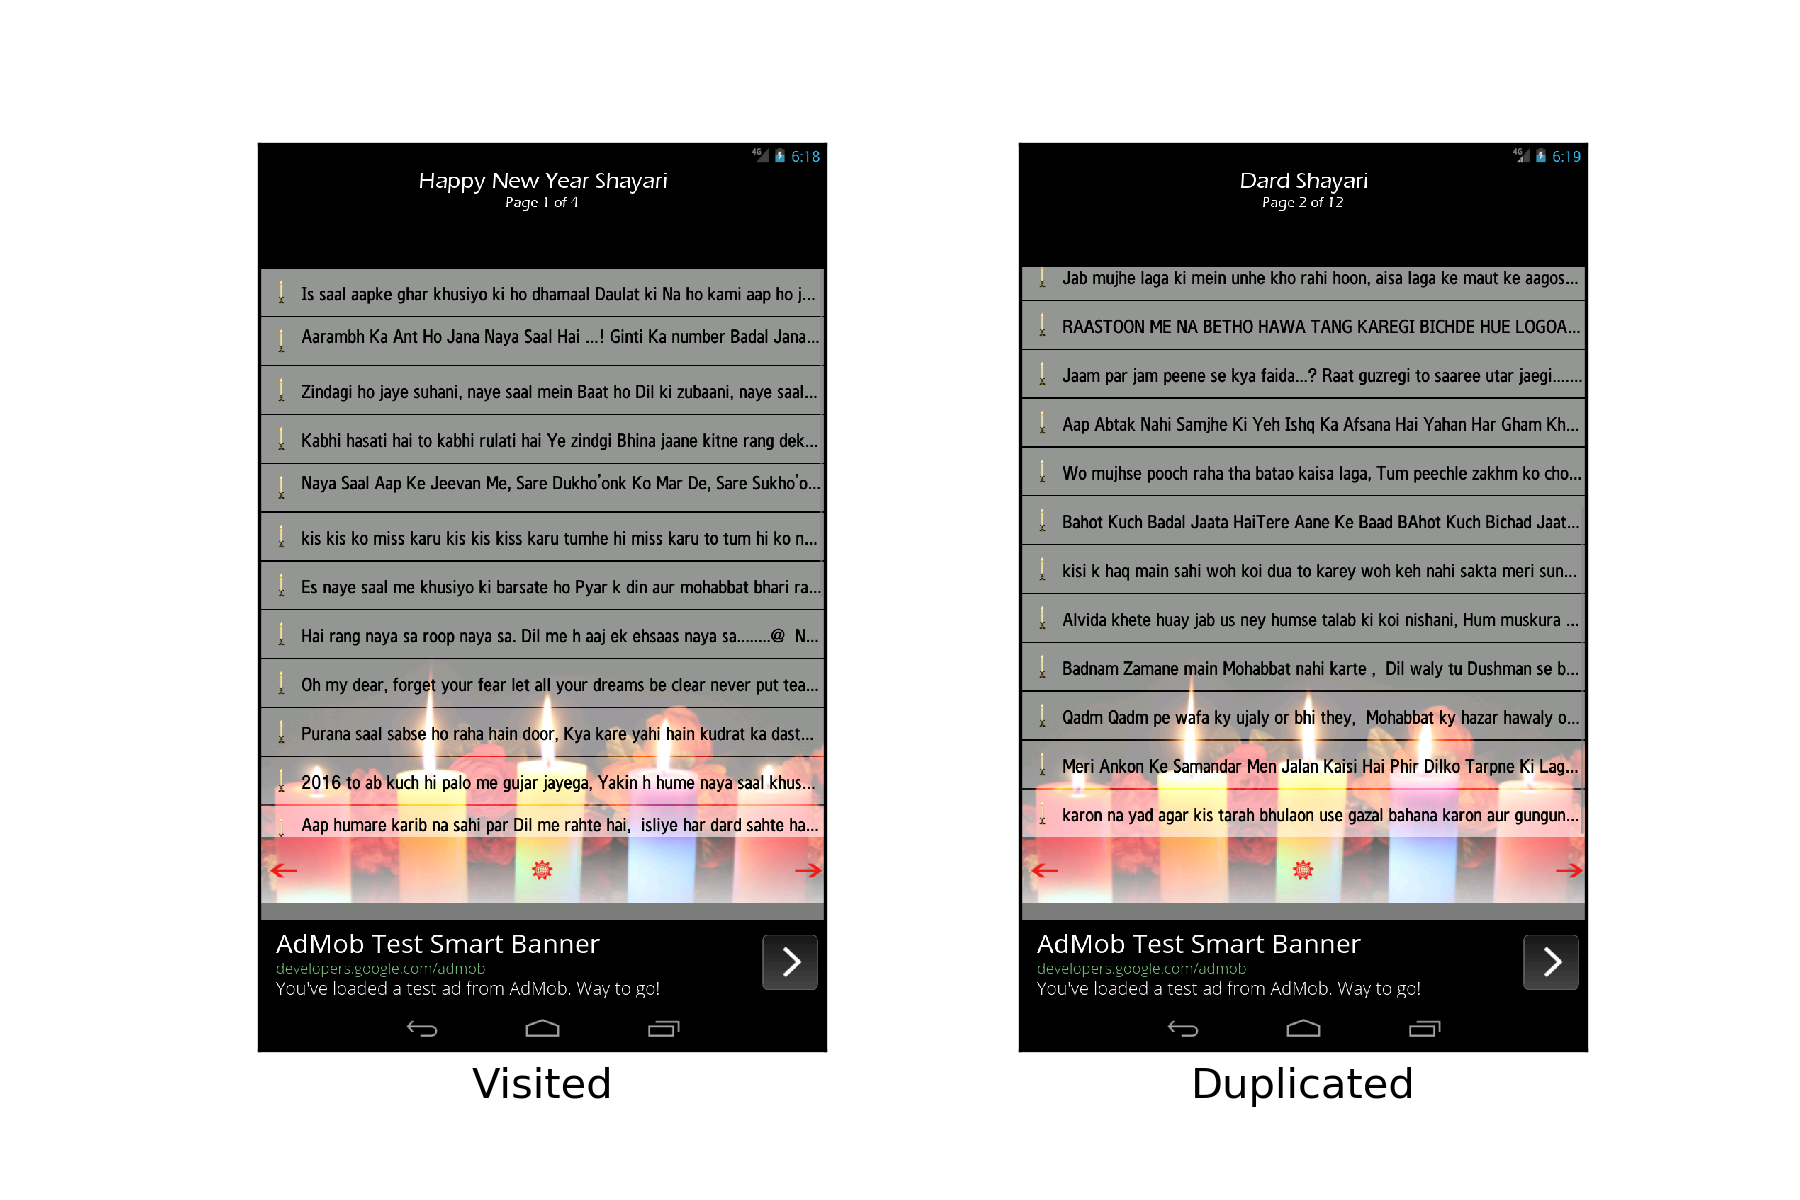 6:18
Happy New Year Shayari
Page 1 of 4
Is saal aapke ghar khusiyo ki ho dhamaal Daulat ki Na ho kami aap ho j...
Aarambh Ka Ant Ho Jana Naya Saal Hai ...! Ginti Ka number Badal Jana...
Zindagi ho jaye suhani, naye saal mein Baat ho Dil ki zubaani, naye saal...
Kabhi hasati hai to kabhi rulati hai Ye zindgi Bhina jaane kitne rang dek...
Naya Saal Aap Ke Jeevan Me, Sare Dukho'onk Ko Mar De, Sare Sukho'o...
kis kis ko miss karu kis kis kiss karu tumhe hi miss karu to tum hi ko n...
Es naye saal me khusiyo ki barsate ho Pyar k din aur mohabbat bhari ra...
Hai rang naya sa roop naya sa. Dil me h aaj ek ehsaas naya sa........@ N...
Oh my dear, forget your fear let all your dreams be clear never put tea...
Purana saal sabse ho raha hain door, Kya kare yahi hain kudrat ka dast...
2016 to ab kuch hi palo me gujar jayega, Yakin h hume naya saal khus...
Aap humare karib na sahi par Dil me rahte hai, isliye har dard sahte ha...
AdMob Test Smart Banner
developers.google.com/admob
You've loaded a test ad from AdMob. Way to go!
Visited
4G 6:19
Dard Shayari
Page 2 of 12
Jab mujhe laga ki mein unhe kho rahi hoon, aisa laga ke maut ke aagos...
RAASTOON ME NA BETHO HAWA TANG KAREGI BICHDE HUE LOGOA...
Jaam par jam peene se kya faida...? Raat guzregi to saaree utar jaegi.......
Aap Abtak Nahi Samjhe Ki Yeh Ishq Ka Afsana Hai Yahan Har Gham Kh...
Wo mujhse pooch raha tha batao kaisa laga, Tum peechle zakhm ko cho...
Bahot Kuch Badal Jaata HaiTere Aane Ke Baad BAhot Kuch Bichad Jaat...
kisi k haq main sahi woh koi dua to karey woh keh nahi sakta meri sun...
Alvida khete huay jab us ney humse talab ki koi nishani, Hum muskura ...
Badnam Zamane main Mohabbat nahi karte , Dil waly tu Dushman se b...
Qadm Qadm pe wafa ky ujaly or bhi they, Mohabbat ky hazar hawaly o...
Meri Ankon Ke Samandar Men Jalan Kaisi Hai Phir Dilko Tarpne Ki Lag...
karon na yad agar kis tarah bhulaon use gazal bahana karon aur gungun...
AdMob Test Smart Banner
developers.google.com/admob
You've loaded a test ad from AdMob. Way to go!
Duplicated